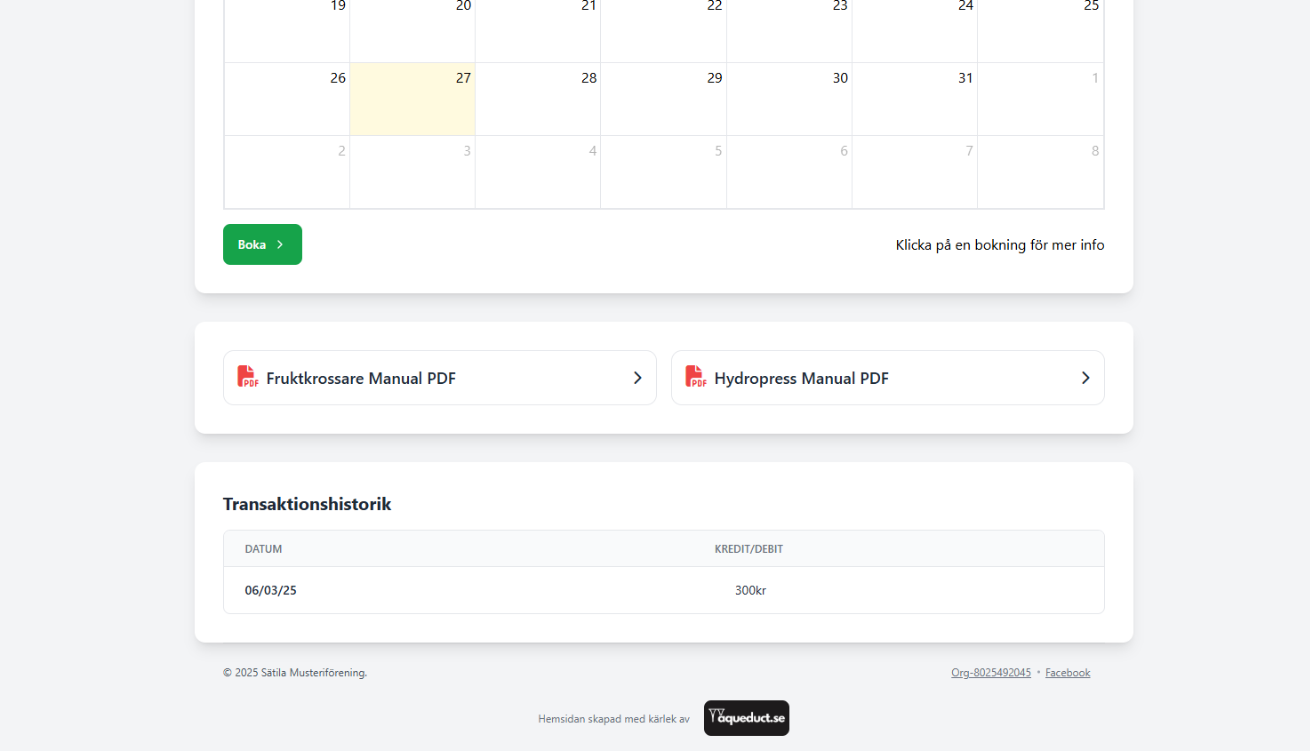 19 20 21 22 23 24 25
26 27 28 29 30 31 1
2 3 4 5 6 7 8
Boka
Klicka på en bokning för mer info
PDF Fruktkrossare Manual PDF
PDF Hydropress Manual PDF
Transaktionshistorik
DATUM KREDIT/DEBIT
06/03/25 300kr
© 2025 Sätila Musteriförening.
Org-8025492045 • Facebook
Hemsidan skapad med kärlek av aqueduct.se